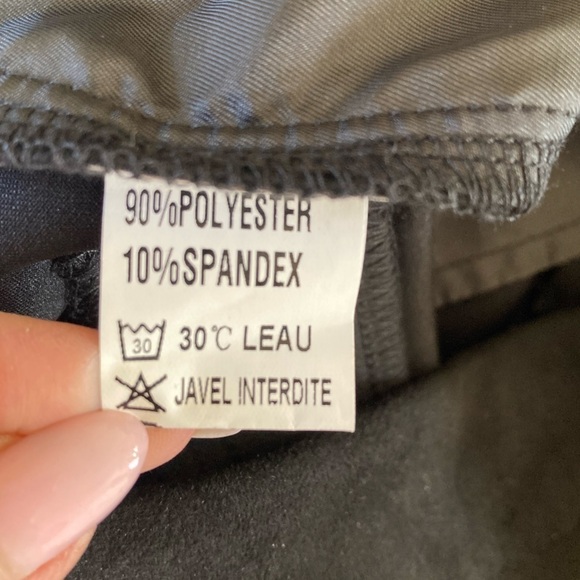 90%POLYESTER
10%SPANDEX
30 30℃ LEAU
JAVEL INTERDITE